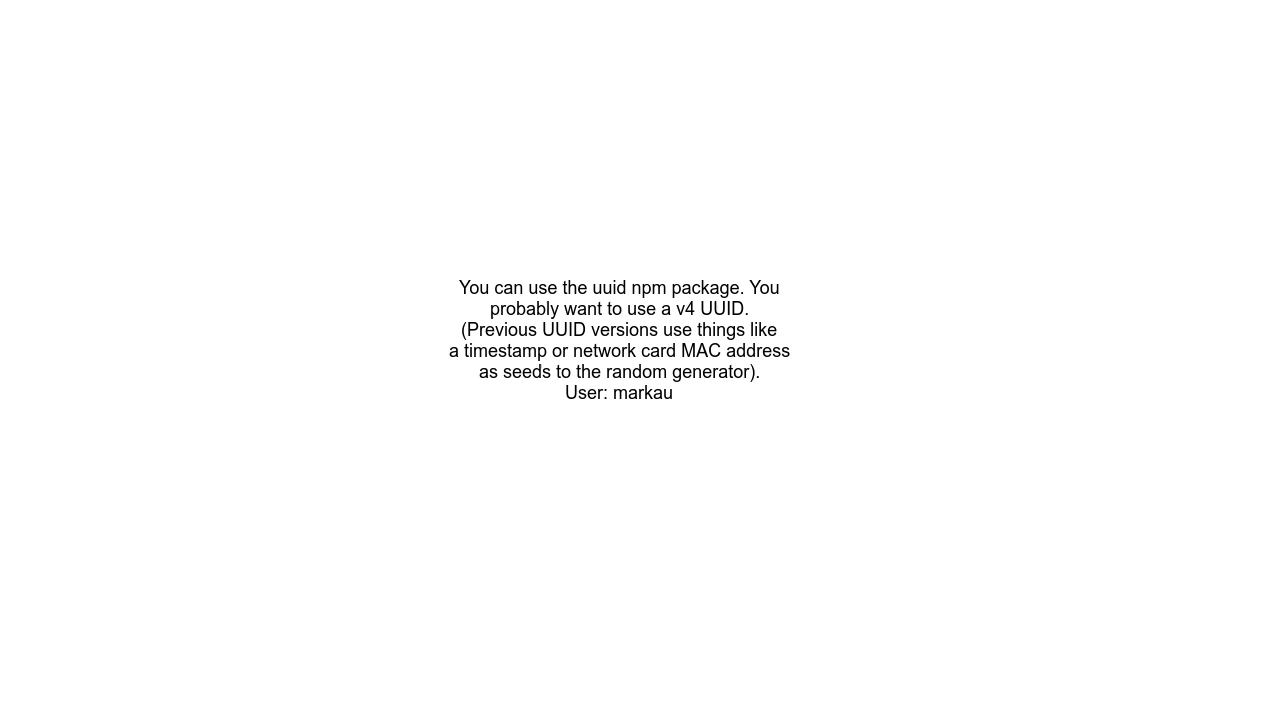 You can use the uuid npm package. You
probably want to use a v4 UUID.
(Previous UUID versions use things like
a timestamp or network card MAC address
as seeds to the random generator).
User: markau